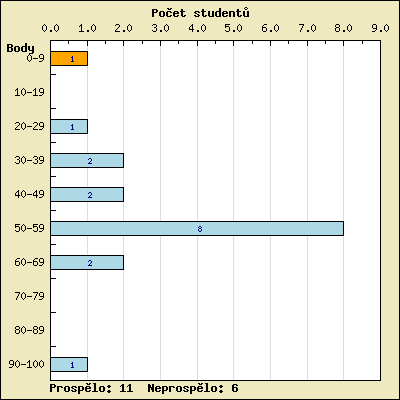 Počet studentů
0.0 1.0 2.0 3.0 4.0 5.0 6.0 7.0 8.0 9.0
Body
0-9 1
10-19
20-29 1
30-39 2
40-49 2
50-59 8
60-69 2
70-79
80-89
90-100 1
Prospělo: 11 Neprospělo: 6